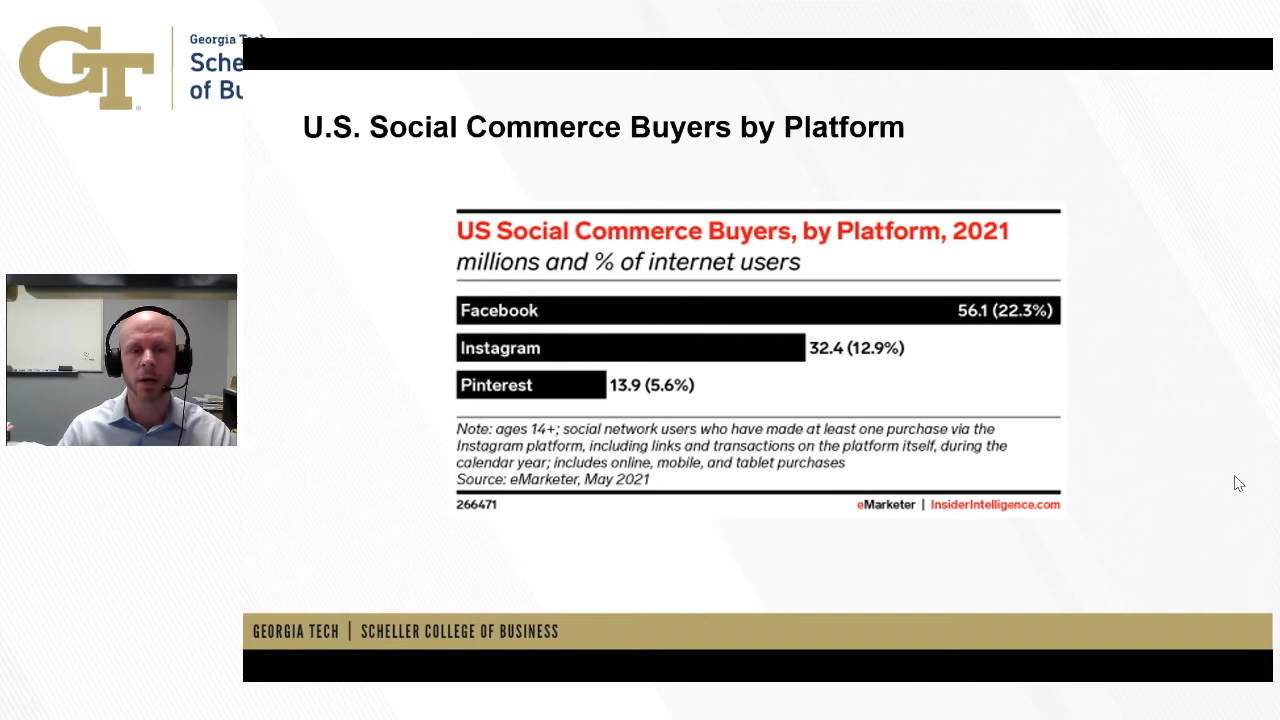 GT
Georgia Tech
Sche
of Bu
U.S. Social Commerce Buyers by Platform
US Social Commerce Buyers, by Platform, 2021
millions and % of internet users
Facebook 56.1 (22.3%)
Instagram 32.4 (12.9%)
Pinterest 13.9 (5.6%)
Note: ages 14+; social network users who have made at least one purchase via the
Instagram platform, including links and transactions on the platform itself, during the
calendar year; includes online, mobile, and tablet purchases
Source: eMarketer, May 2021
266471 eMarketer | InsiderIntelligence.com
GEORGIA TECH | SCHELLER COLLEGE OF BUSINESS